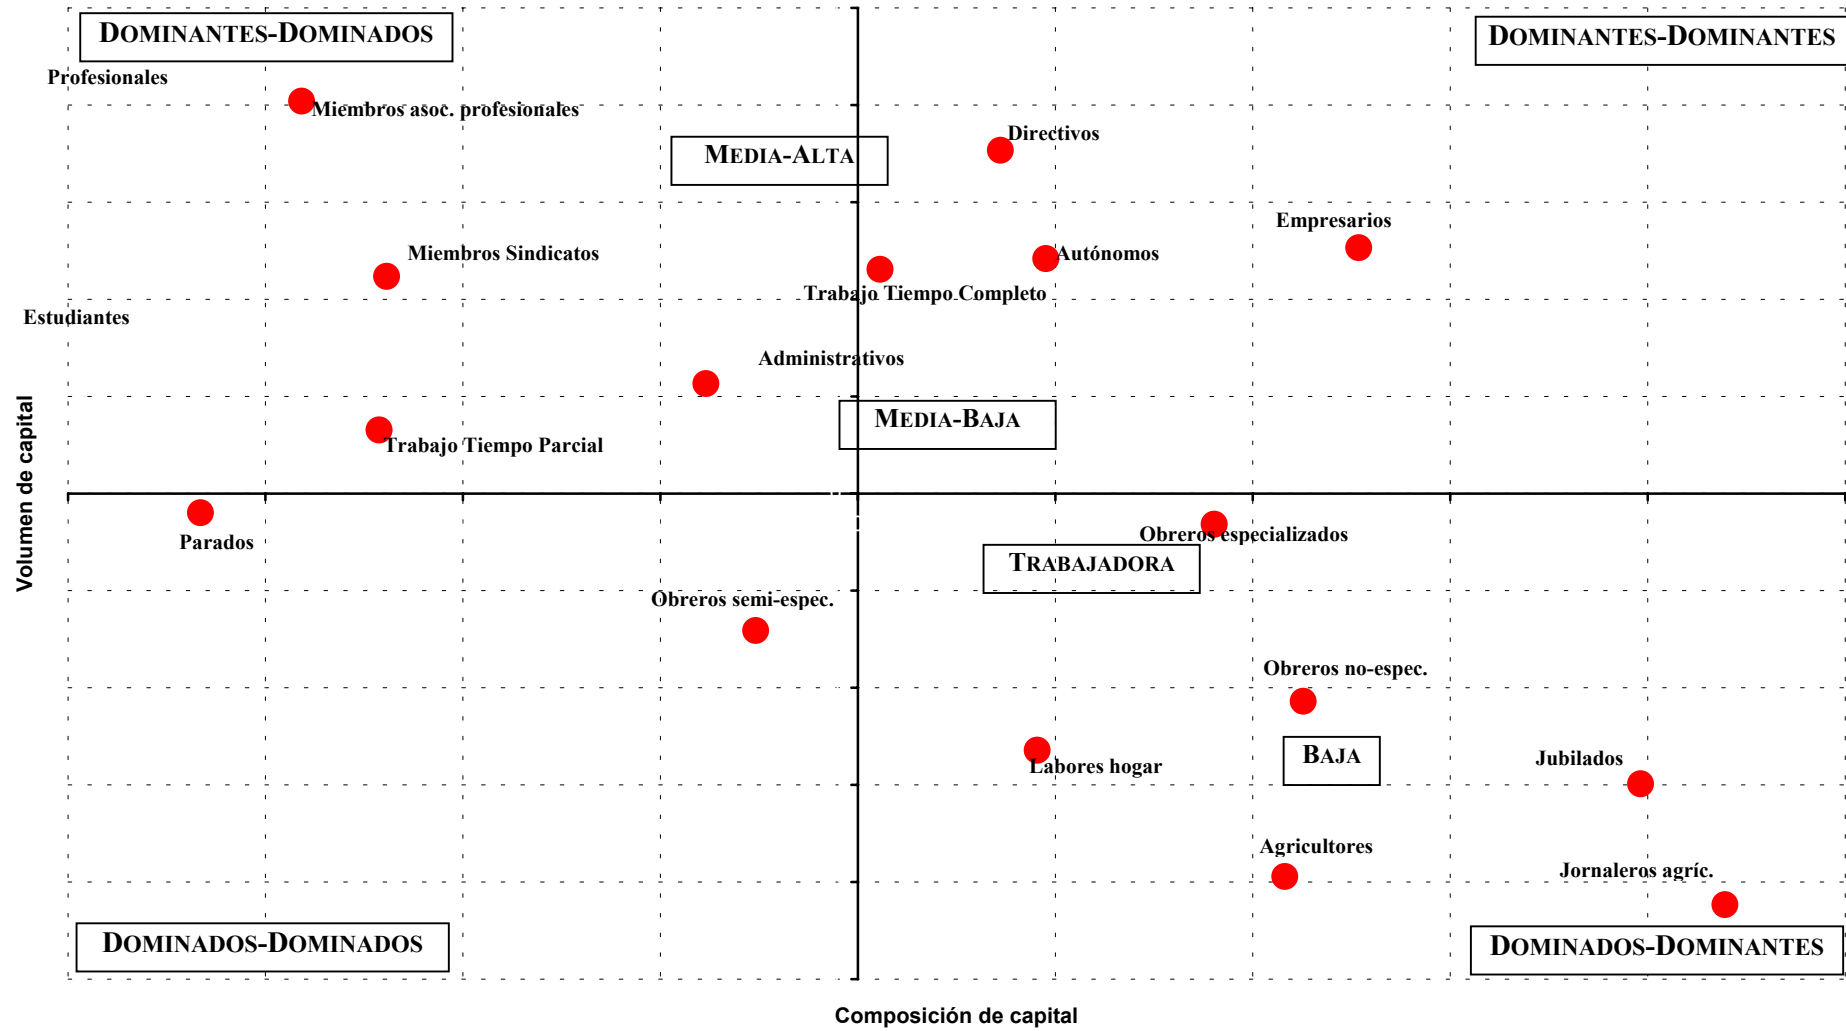 DOMINANTES-DOMINADOS
DOMINANTES-DOMINANTES
Profesionales
Miembros asoc. profesionales
Directivos
MEDIA-ALTA
Empresarios
Miembros Sindicatos
Autónomos
Trabajo Tiempo Completo
Estudiantes
Administrativos
MEDIA-BAJA
Trabajo Tiempo Parcial
Volumen de capital
Parados
Obreros especializados
TRABAJADORA
Obreros semi-espec.
Obreros no-espec.
Labores hogar
BAJA
Jubilados
Agricultores
Jornaleros agríc.
DOMINADOS-DOMINADOS
DOMINADOS-DOMINANTES
Composición de capital